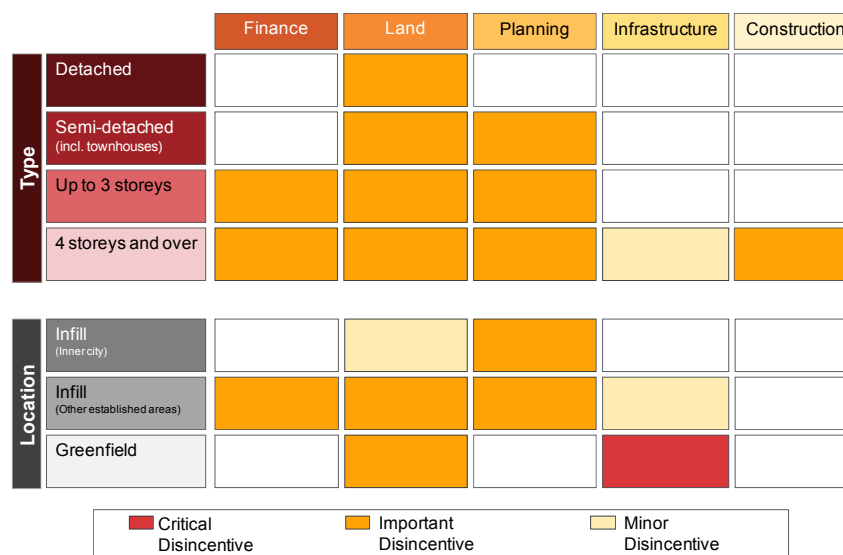 Finance Land Planning Infrastructure Construction
Type
Detached
Semi-detached
(incl. townhouses)
Up to 3 storeys
4 storeys and over
Location
Infill
(Inner city)
Infill
(Other established areas)
Greenfield
Critical Important Minor
Disincentive Disincentive Disincentive